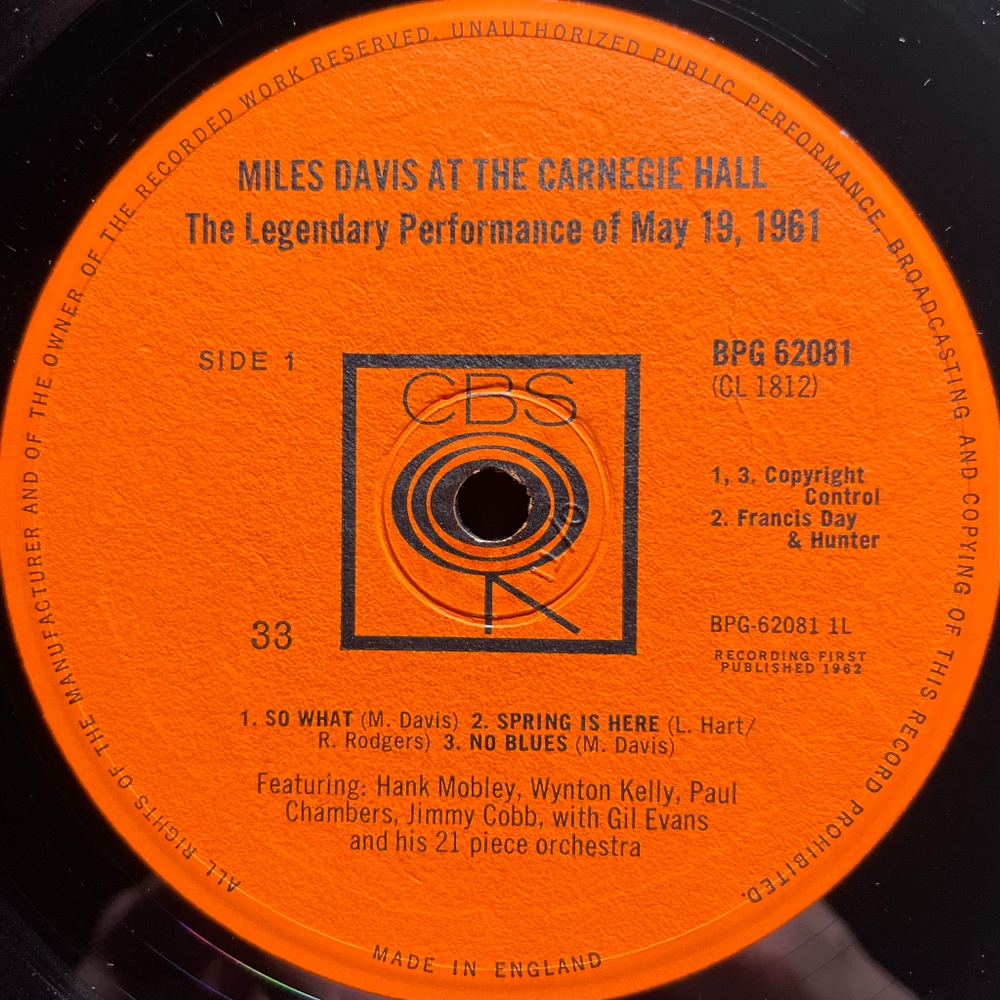 ALL RIGHTS OF THE MANUFACTURER AND OF THE OWNER OF THE RECORDED WORK RESERVED. UNAUTHORIZED PUBLIC PERFORMANCE, BROADCASTING AND COPYING OF THIS RECORD PROHIBITED.
MILES DAVIS AT THE CARNEGIE HALL
The Legendary Performance of May 19, 1961
SIDE 1
BPG 62081
(CL 1812)
CBS
1, 3. Copyright
Control
2. Francis Day
& Hunter
33
BPG-62081 1L
RECORDING FIRST
PUBLISHED 1962
1. SO WHAT (M. Davis) 2. SPRING IS HERE (L. Hart/
R. Rodgers) 3. NO BLUES (M. Davis)
Featuring: Hank Mobley, Wynton Kelly, Paul
Chambers, Jimmy Cobb, with Gil Evans
and his 21 piece orchestra
MADE IN ENGLAND